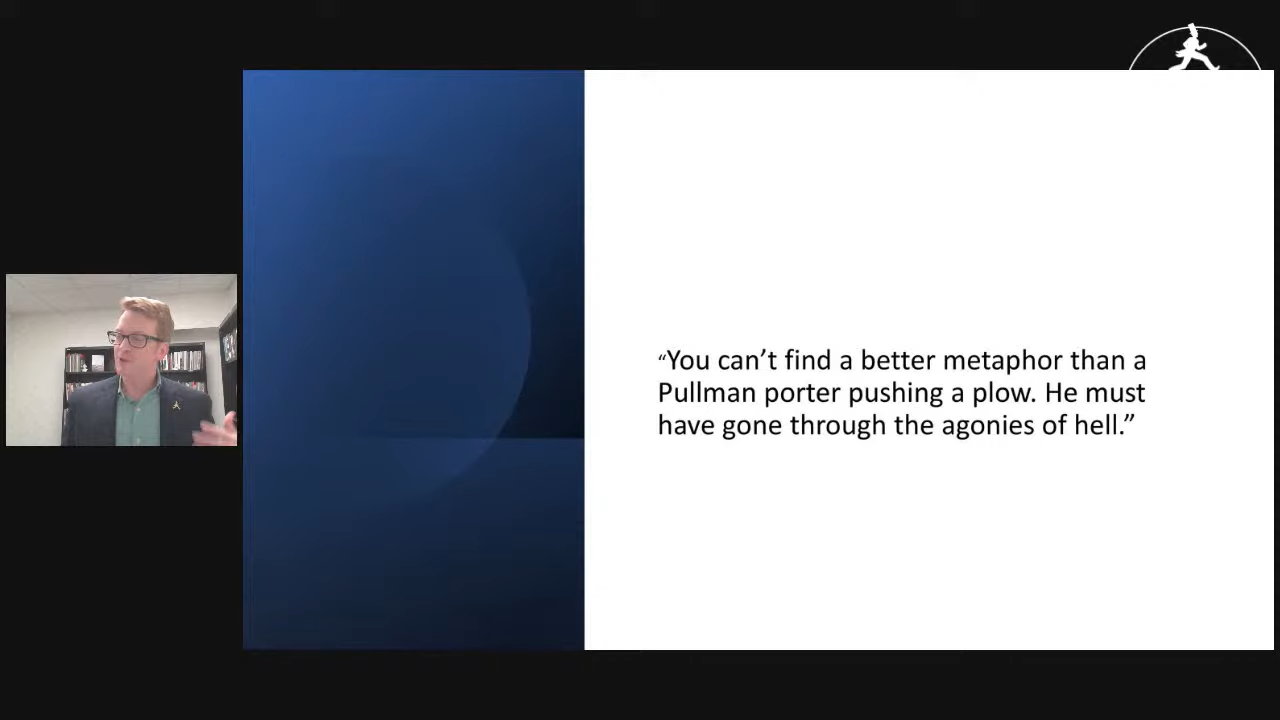 “You can’t find a better metaphor than a
Pullman porter pushing a plow. He must
have gone through the agonies of hell.”